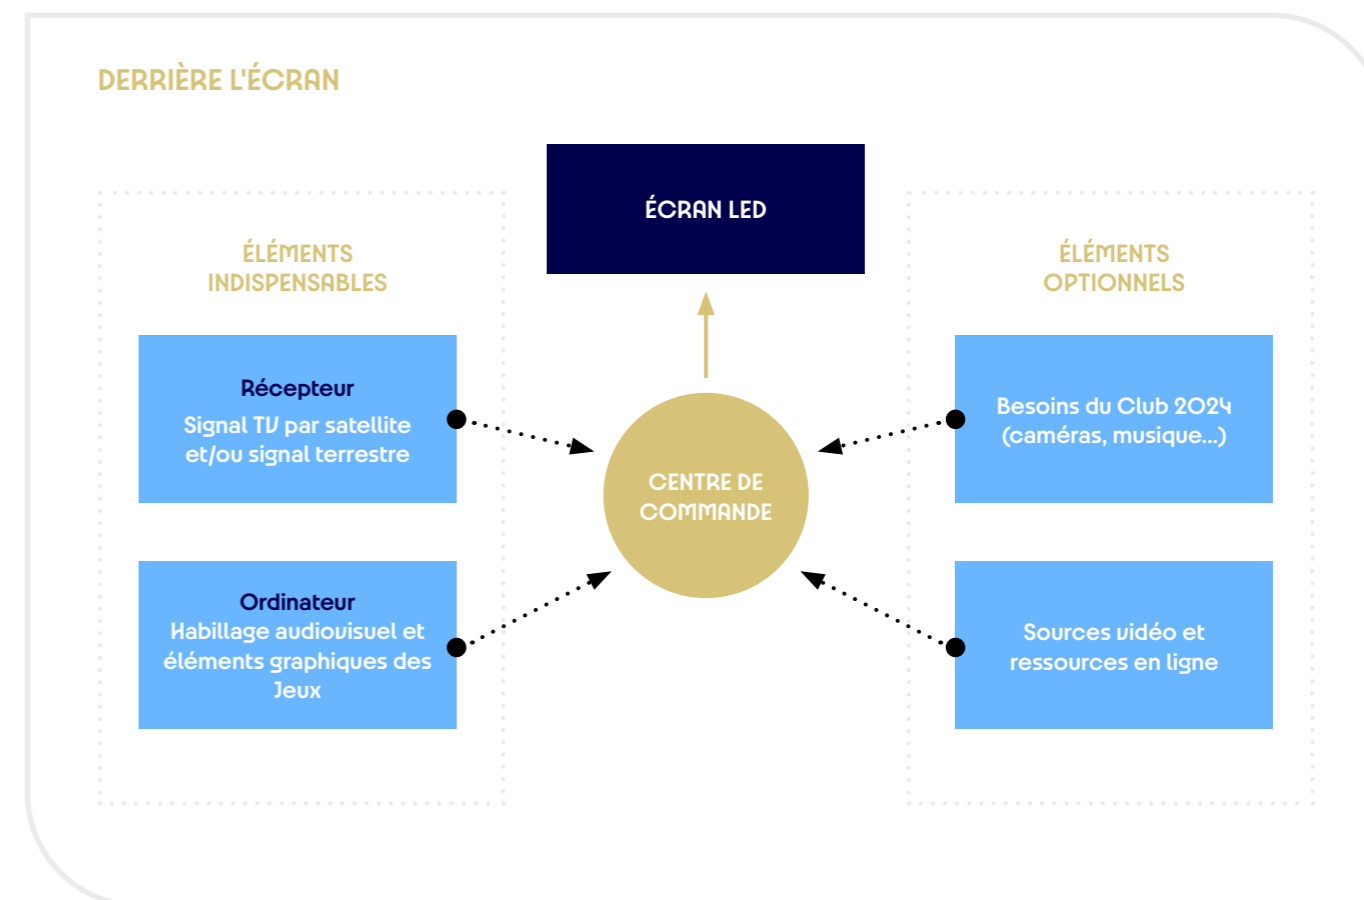 DERRIÈRE L'ÉCRAN
ÉCRAN LED
ÉLÉMENTS
INDISPENSABLES
Récepteur
Signal TV par satellite
et/ou signal terrestre
Ordinateur
Habillage audiovisuel et
éléments graphiques des
Jeux
CENTRE DE
COMMANDE
ÉLÉMENTS
OPTIONNELS
Besoins du Club 2024
(caméras, musique...)
Sources vidéo et
ressources en ligne